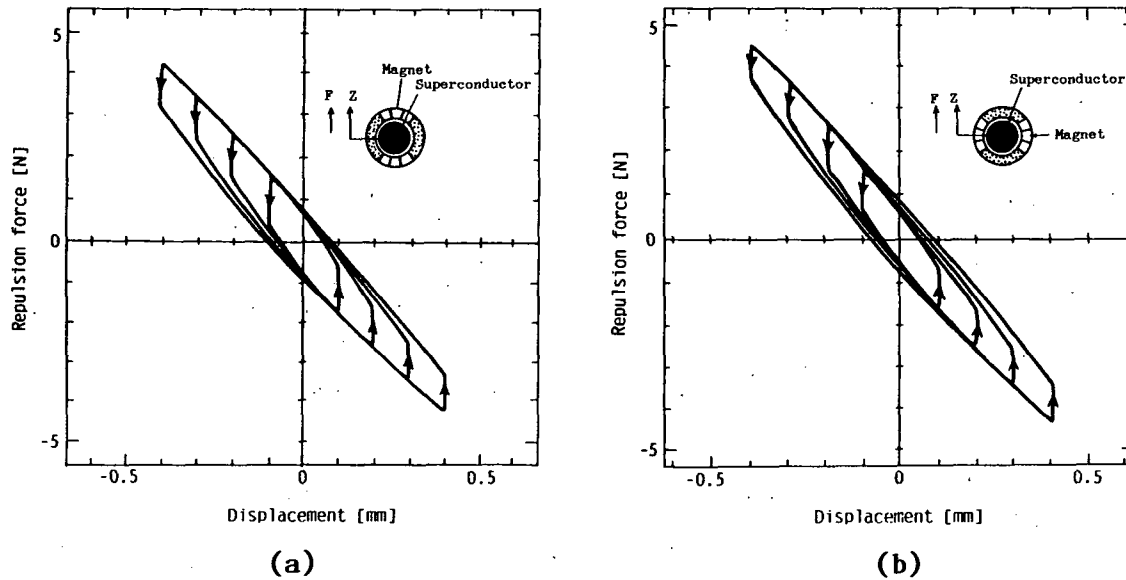 5
Magnet
Superconductor
F Z
Repulsion force [N]
0
-5
-0.5 0 0.5
Displacement [mm]
(a)
5
Superconductor
F Z
Magnet
Repulsion force [N]
0
-5
-0.5 0 0.5
Displacement [mm]
(b)